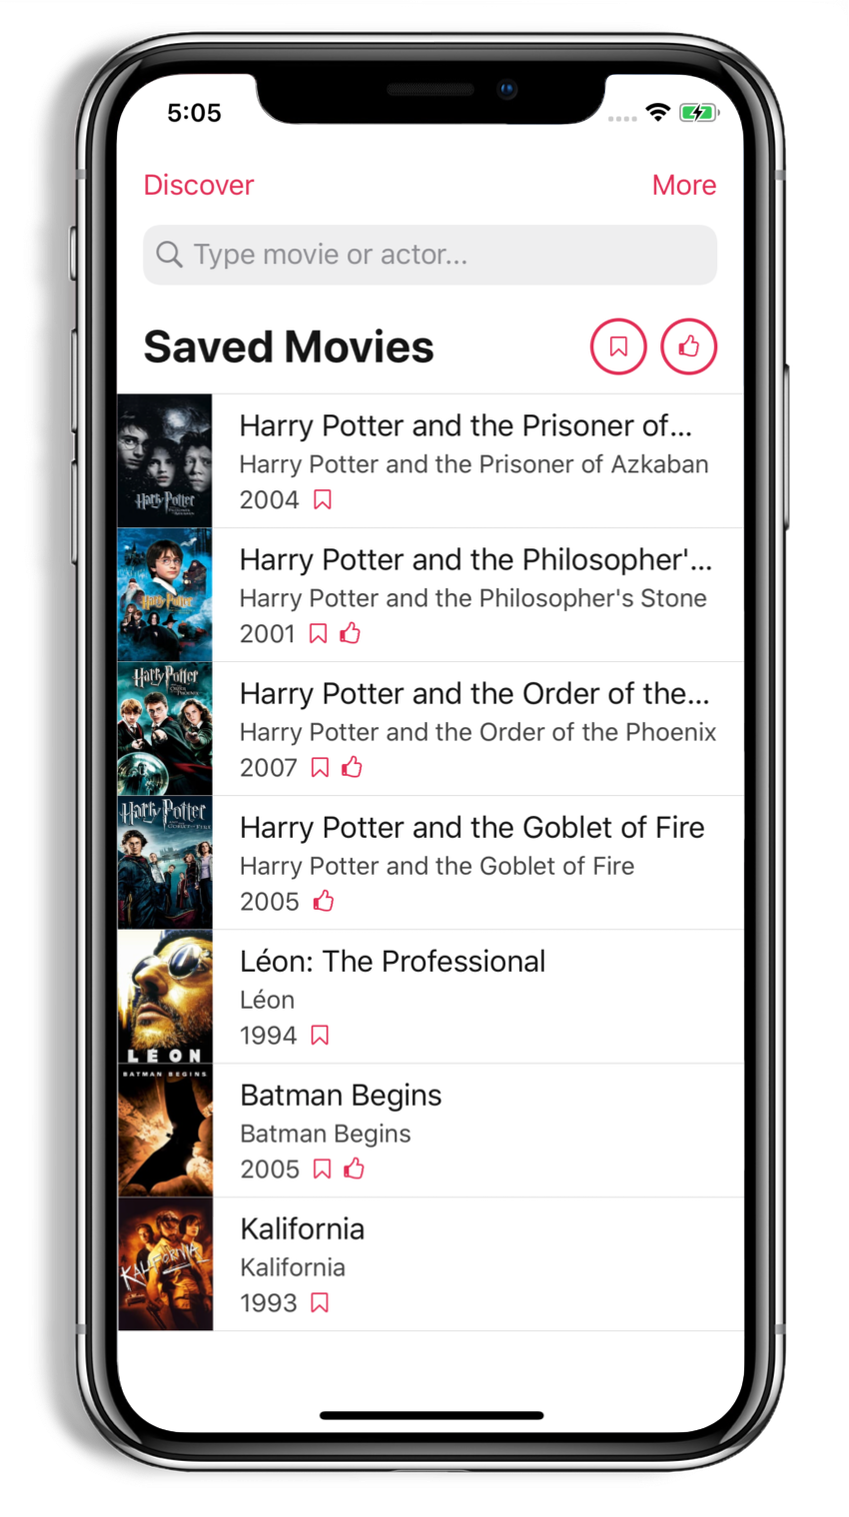 5:05
Discover
More
Type movie or actor...
Saved Movies
Harry Potter
Harry Potter and the Prisoner of...
Harry Potter and the Prisoner of Azkaban
2004
Harry Potter
Harry Potter and the Philosopher'...
Harry Potter and the Philosopher's Stone
2001
Harry Potter
Harry Potter and the Order of the...
Harry Potter and the Order of the Phoenix
2007
Harry Potter
Harry Potter and the Goblet of Fire
Harry Potter and the Goblet of Fire
2005
Léon: The Professional
Léon
1994
LÉON
BATMAN BEGINS
Batman Begins
Batman Begins
2005
KALIFORNIA
Kalifornia
Kalifornia
1993